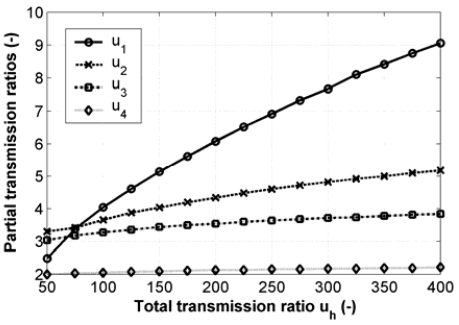 10
9
8
7
6
5
4
3
2
Partial transmission ratios (-)
u1
u2
u3
u4
50 100 150 200 250 300 350 400
Total transmission ratio uh (-)